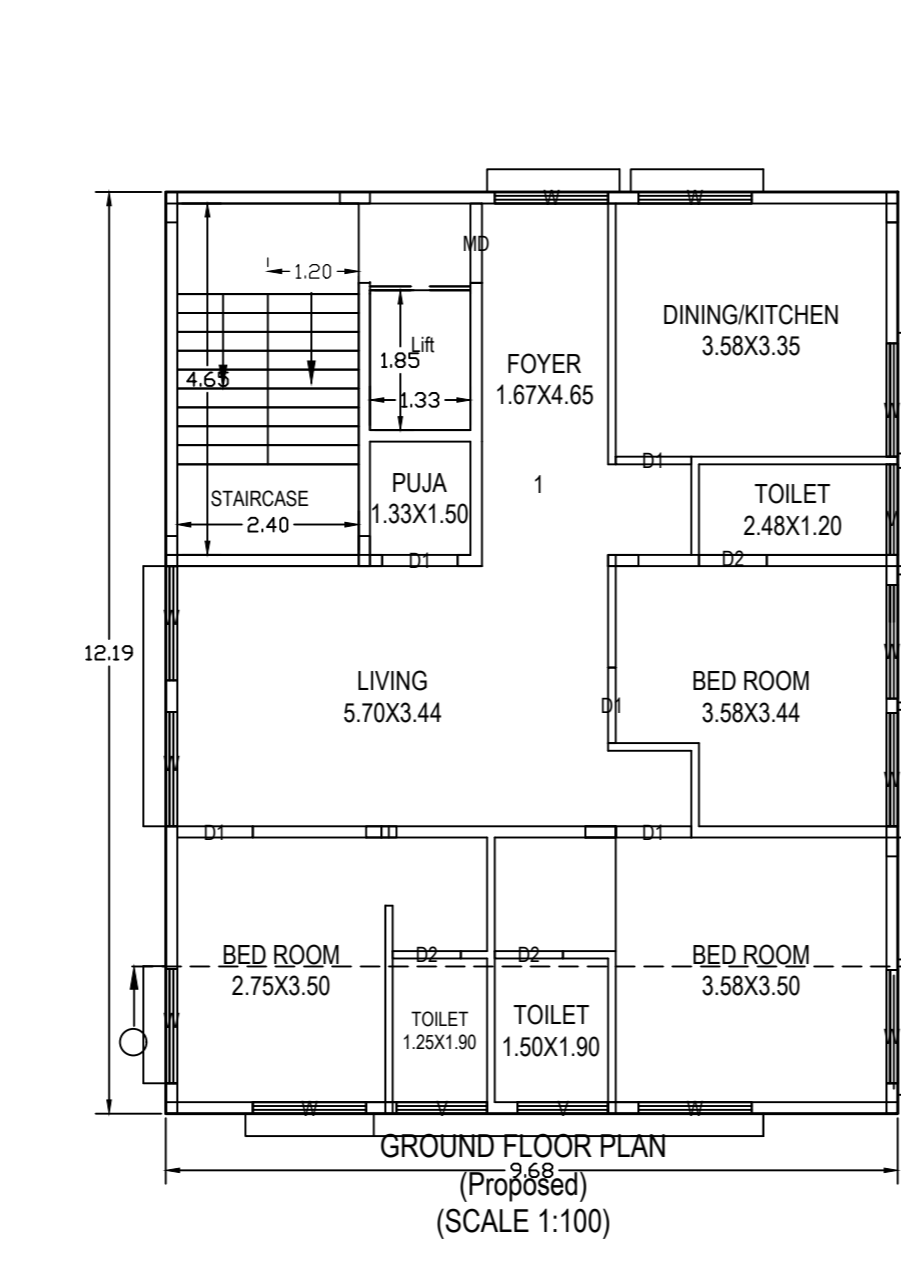 W
W
MD
1.20
DINING/KITCHEN
3.58X3.35
Lift
1.85
FOYER
1.67X4.65
4.65
1.33
W
D1
PUJA
1.33X1.50
1
TOILET
2.48X1.20
STAIRCASE
2.40
V
D1
D2
W
12.19
W
LIVING
5.70X3.44
BED ROOM
3.58X3.44
D1
W
W
D1
D1
BED ROOM
2.75X3.50
D2
D2
BED ROOM
3.58X3.50
W
TOILET
1.25X1.90
TOILET
1.50X1.90
W
W
V
V
W
GROUND FLOOR PLAN
9.68
(Proposed)
(SCALE 1:100)